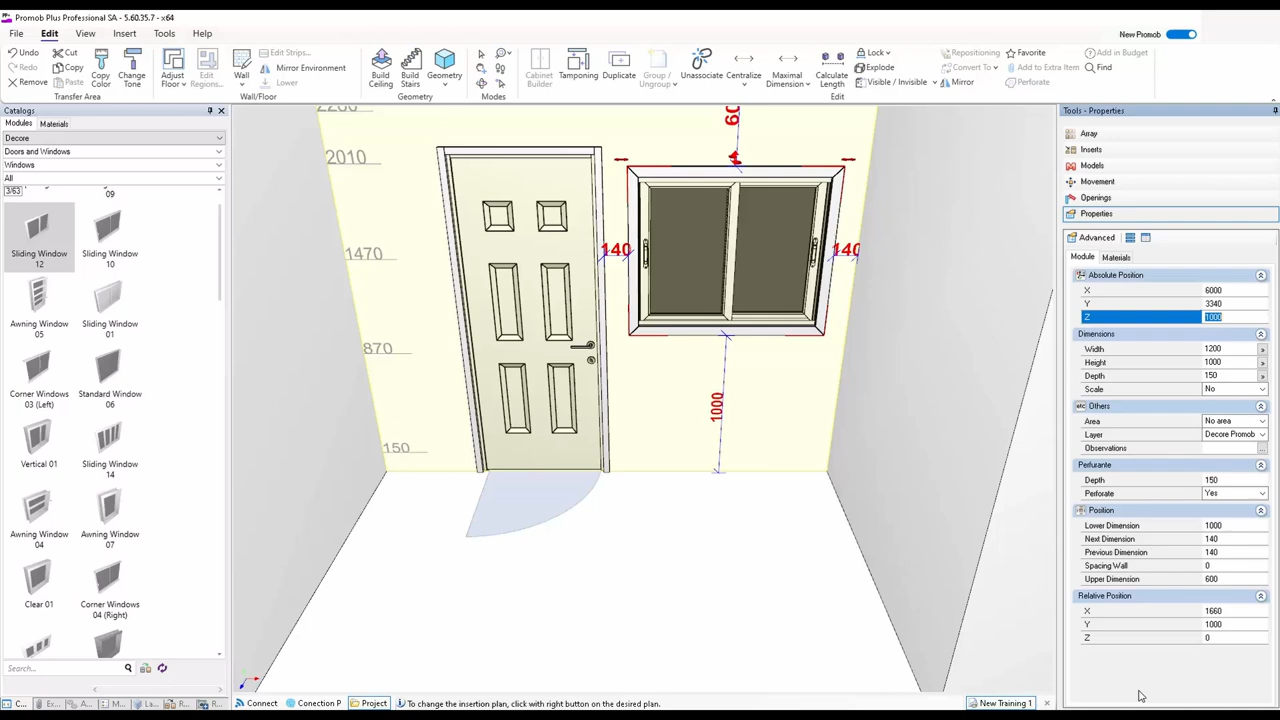 Promob Plus Professional SA - 5.60.35.7 - x64
File Edit View Insert Tools Help
New Promob
Undo
Redo
Remove
Cut
Copy
Paste
Transfer Area
Copy Color
Change Tone
Adjust Floor
Edit Regions...
Wall
Edit Strips...
Mirror Environment
Lower
Wall/Floor
Build Ceiling
Build Stairs
Geometry
Geometry
Modes
Cabinet Builder
Tamponing
Duplicate
Group / Ungroup
Unassociate
Centralize
Maximal Dimension
Calculate Length
Lock
Explode
Visible / Invisible
Edit
Repositioning
Convert To
Mirror
Favorite
Add to Extra Item
Perforate
Add in Budget
Find
Catalogs
Modules Materials
Decore
Doors and Windows
Windows
All
3/63
09
Sliding Window 12
Sliding Window 10
Awning Window 05
Sliding Window 01
Corner Windows 03 (Left)
Standard Window 06
Vertical 01
Sliding Window 14
Awning Window 04
Awning Window 07
Clear 01
Corner Windows 04 (Right)
Search...
2010
1470
870
150
140
140
1000
Tools - Properties
Array
Inserts
Models
Movement
Openings
Properties
Advanced
Module Materials
Absolute Position
X 6000
Y 3340
Z 1000
Dimensions
Width 1200
Height 1000
Depth 150
Scale No
Others
Area No area
Layer Decore Promob
Observations ...
Perfurante
Depth 150
Perforate Yes
Position
Lower Dimension 1000
Next Dimension 140
Previous Dimension 140
Spacing Wall 0
Upper Dimension 600
Relative Position
X 1660
Y 1000
Z 0
Connect
Conection P
Project
To change the insertion plan, click with right button on the desired plan.
New Training 1